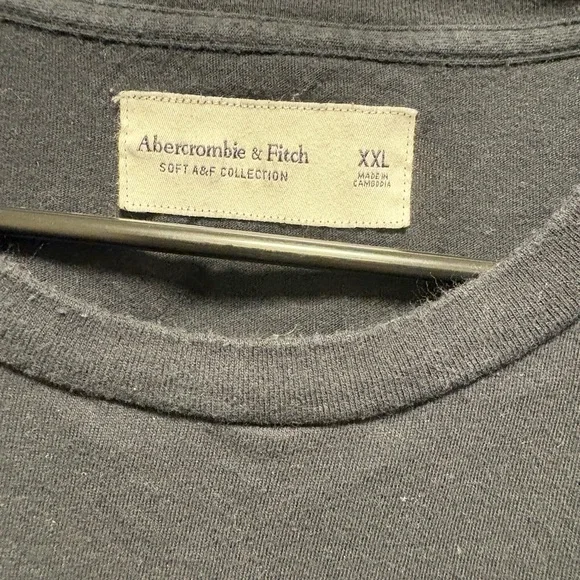 Abercrombie & Fitch
SOFT A&F COLLECTION
XXL
MADE IN
CAMBODIA